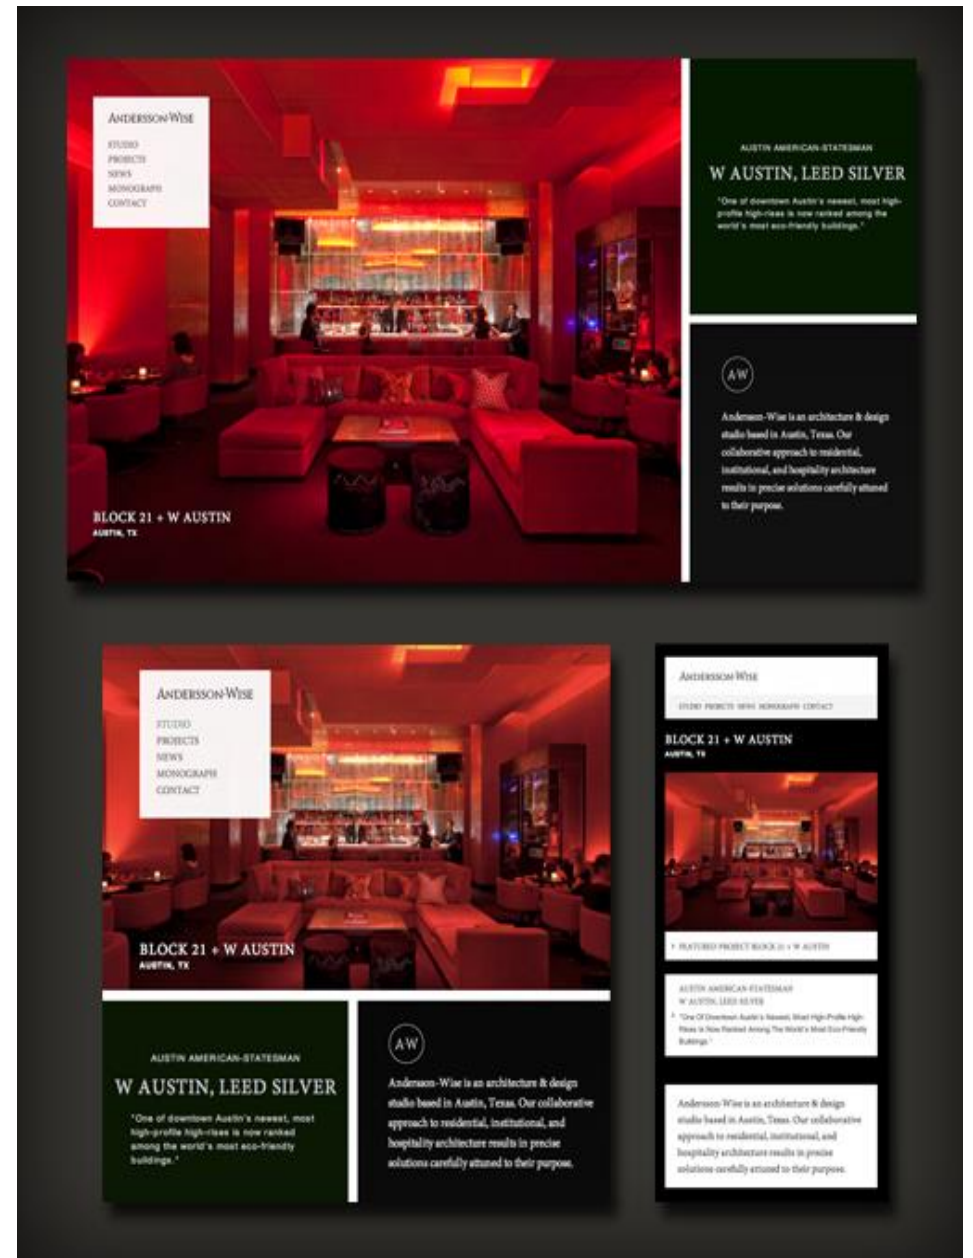 ANDERSSON-WISE
STUDIO
PROJECTS
NEWS
MONOGRAPH
CONTACT
BLOCK 21 + W AUSTIN
AUSTIN, TX
AUSTIN AMERICAN-STATESMAN
W AUSTIN, LEED SILVER
"One of downtown Austin's newest, most high-
profile high-rises is now ranked among the
world's most eco-friendly buildings."
AW
Andersson-Wise is an architecture & design
studio based in Austin, Texas. Our
collaborative approach to residential,
institutional, and hospitality architecture
results in precise solutions carefully attuned
to their purpose.
ANDERSSON-WISE
STUDIO
PROJECTS
NEWS
MONOGRAPH
CONTACT
BLOCK 21 + W AUSTIN
AUSTIN, TX
AUSTIN AMERICAN-STATESMAN
W AUSTIN, LEED SILVER
"One of downtown Austin's newest, most
high-profile high-rises is now ranked
among the world's most eco-friendly
buildings."
AW
Andersson-Wise is an architecture & design
studio based in Austin, Texas. Our collaborative
approach to residential, institutional, and
hospitality architecture results in precise
solutions carefully attuned to their purpose.
ANDERSSON-WISE
STUDIO PROJECTS NEWS MONOGRAPH CONTACT
BLOCK 21 + W AUSTIN
AUSTIN, TX
FEATURED PROJECT BLOCK 21 + W AUSTIN
AUSTIN AMERICAN-STATESMAN
W AUSTIN, LEED SILVER
"One Of Downtown Austin's Newest, Most High-Profile High-
Rises is Now Ranked Among The World's Most Eco-Friendly
Buildings."
Andersson-Wise is an architecture & design
studio based in Austin, Texas. Our collaborative
approach to residential, institutional, and
hospitality architecture results in precise
solutions carefully attuned to their purpose.